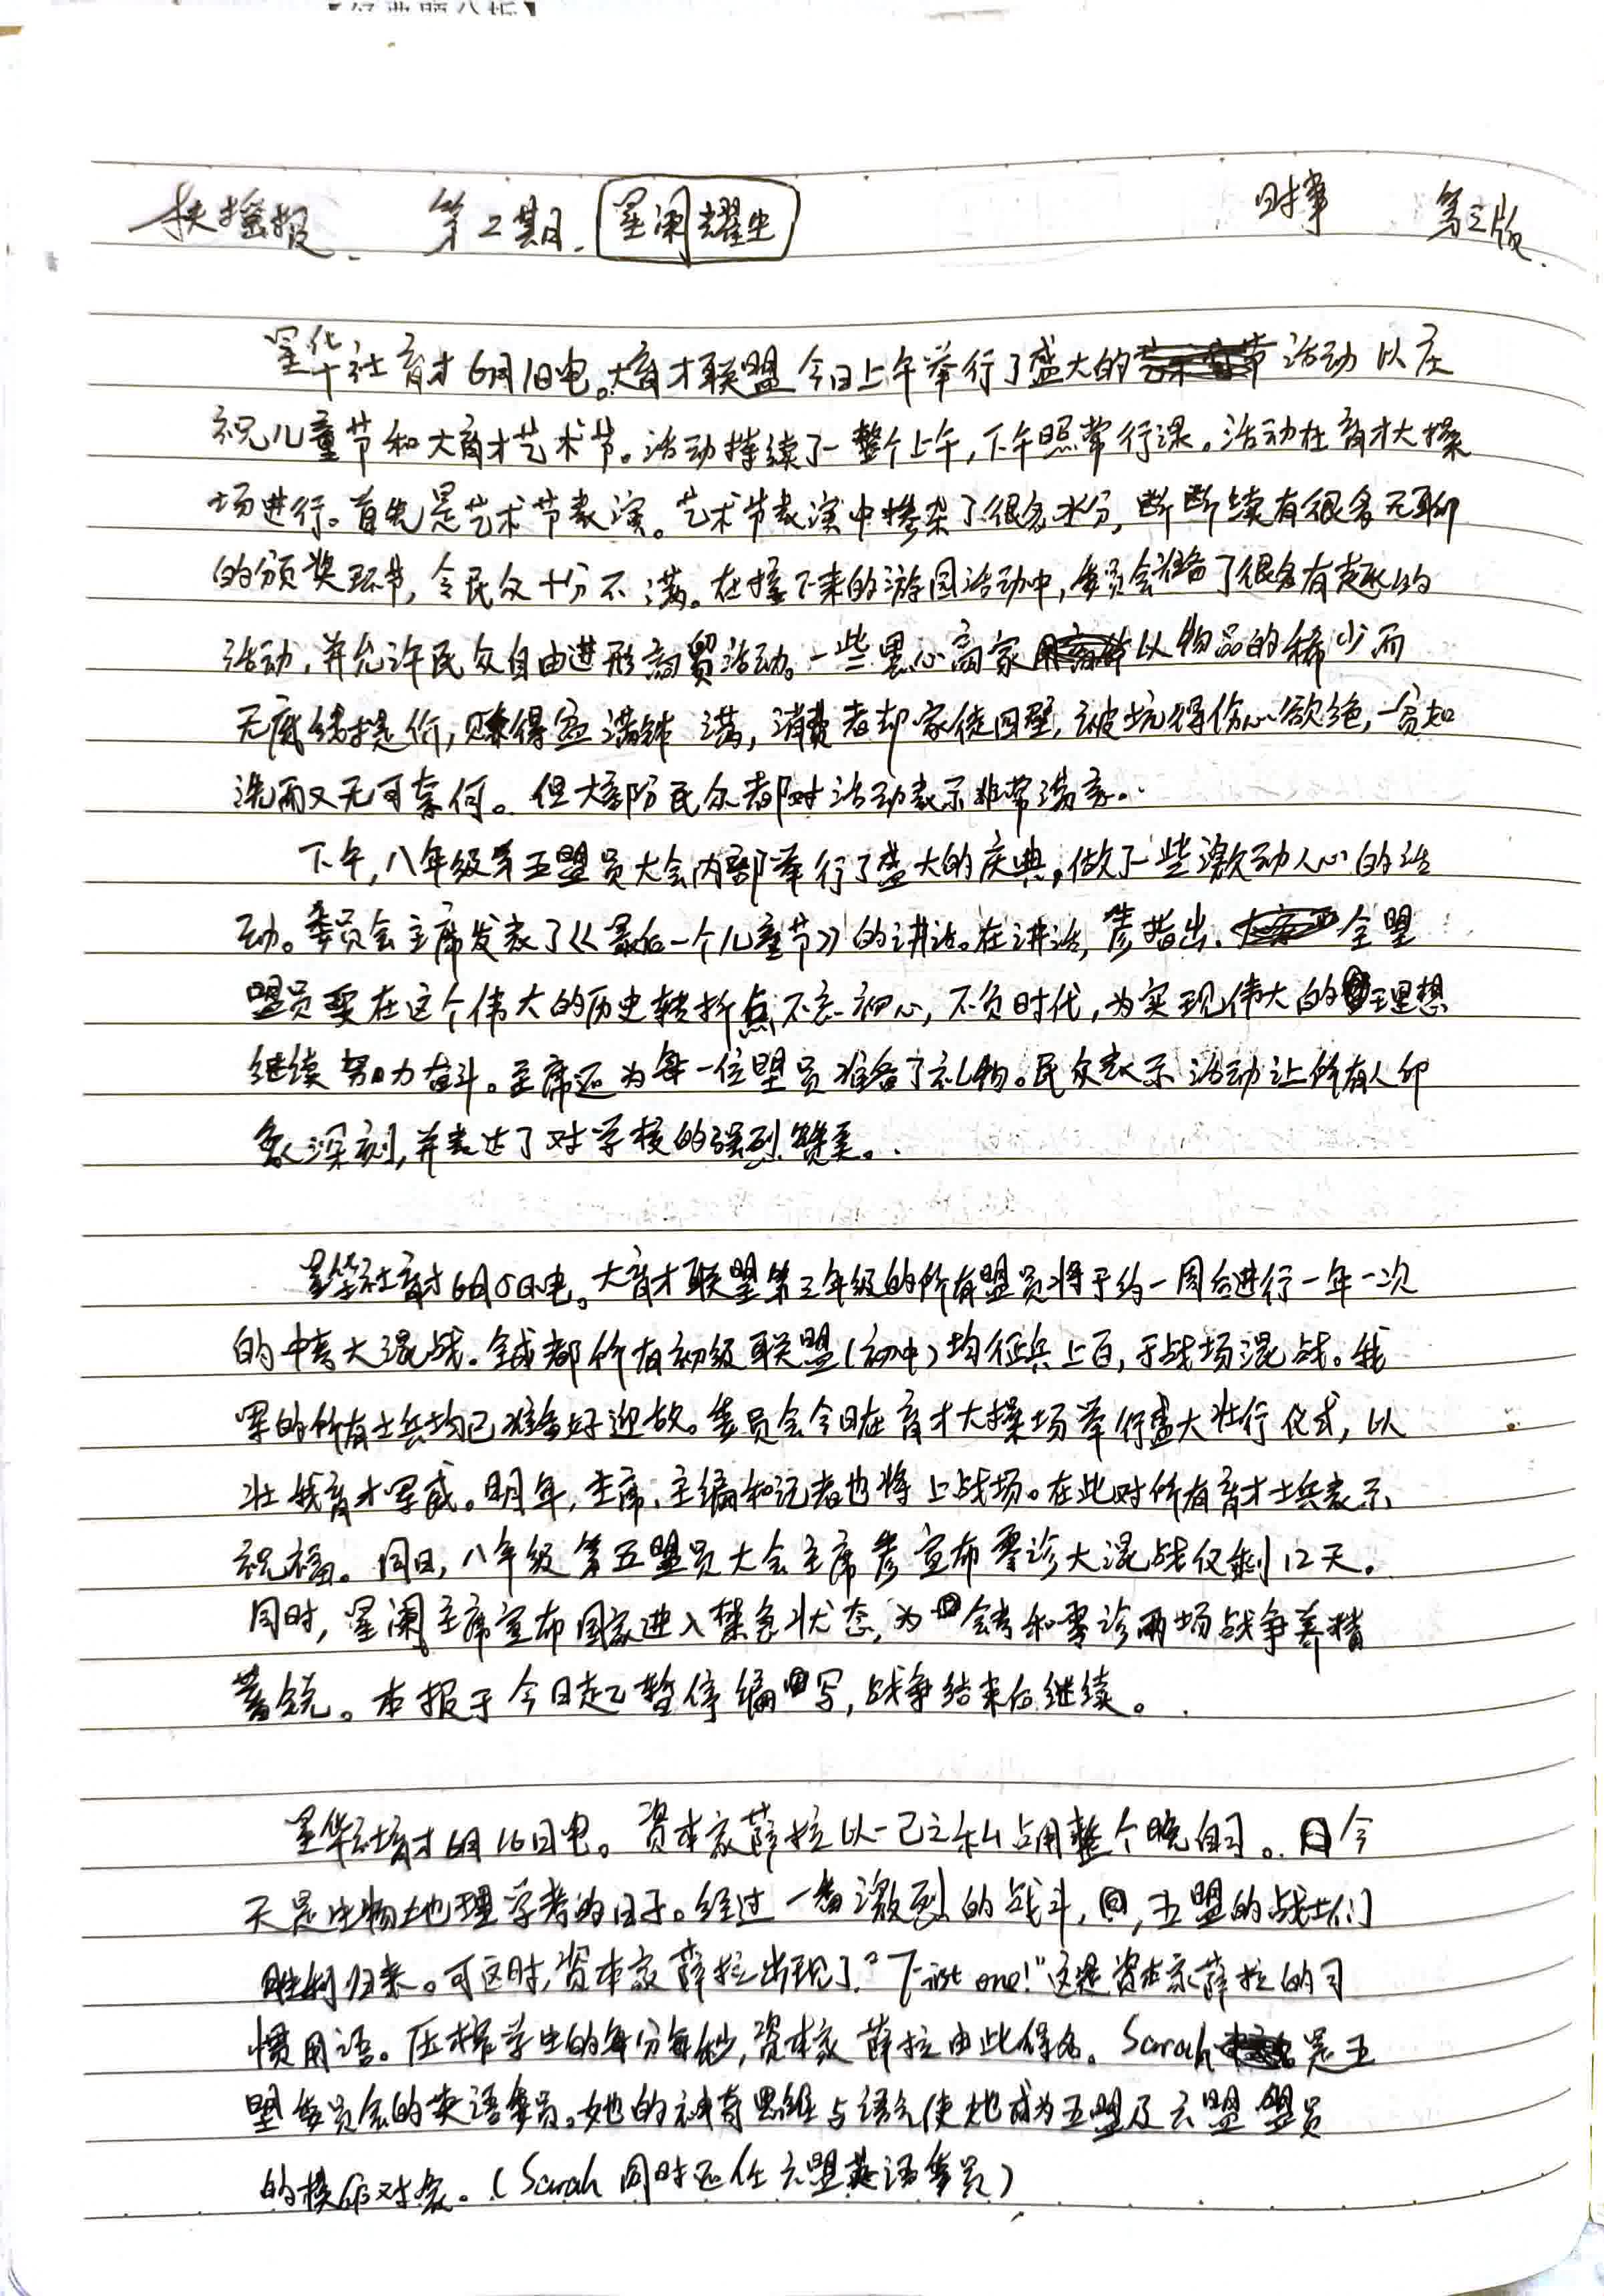 扶摇报. 第2期. 星阑耀坐 时事 第三版.
星华社育才6月1日电。大育才联盟今日上午举行了盛大的 节活动以庆
祝儿童节和大育才艺术节。活动持续了一整个上午,下午照常行课。活动在育才大操
场进行。首先是艺术节表演。艺术节表演中掺杂了很多水分,断断续有很多无聊
的颁奖环节,令民众十分不满。在接下来的游园活动中,委员会准备了很多有趣的
活动,并允许民众自由进形商贸活动。一些黑心商家 以物品的稀少而
无底线提价,赚得盆满钵满,消费者却家徒四壁,被坑得伤心欲绝,一贫如
洗而又无可奈何。但大部分民众都对活动表示非常满意。
下午,八年级第五盟员大会内部举行了盛大的庆典,做了一些激动人心的活
动。委员会主席发表了《最后一个儿童节》的讲话。在讲话,彦指出, 全盟
盟员要在这个伟大的历史转折点不忘初心,不负时代,为实现伟大的理想
继续努力奋斗。主席还为每一位盟员准备了礼物。民众表示活动让所有人印
象深刻,并表达了对学校的强烈赞美。
星华社育才6月5日电。大育才联盟第三年级的所有盟员将于约一周后进行一年一次
的中考大混战。全成都所有初级联盟(初中)均征兵上百,于战场混战。我
军的所有士兵均已准备好迎敌。委员会今日在育才大操场举行盛大壮行仪式,以
壮我育才军威。明年,主席、主编和记者也将上战场。在此对所有育才士兵表示
祝福。同日,八年级第五盟员大会主席彦宣布零诊大混战仅剩12天。
同时,星阑主席宣布国家进入禁急状态,为会考和零诊两场战争养精
蓄锐。本报于今日起暂停编写,战争结束后继续。
星华社育才6月16日电。资本家薛拉以一己之私占用整个晚自习。今
天是生物地理学考的日子。经过一番激烈的战斗,五盟的战士们
胜利归来。可这时,资本家薛拉出现了。"First one!"这是资本家薛拉的习
惯用语。压榨学生的每分每秒,资本家薛拉由此得名。Sarah 是五
盟委员会的英语委员。她的神奇思维与语气使她成为五盟及六盟盟员
的模仿对象。(Sarah同时还任六盟英语委员)